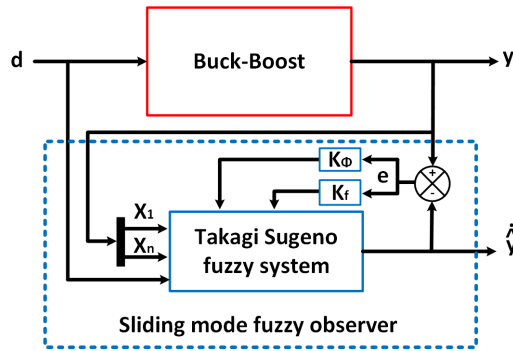 d
Buck-Boost
y
KΦ
e
+
-
Kf
X1
Xn
Takagi Sugeno
fuzzy system
ŷ
Sliding mode fuzzy observer